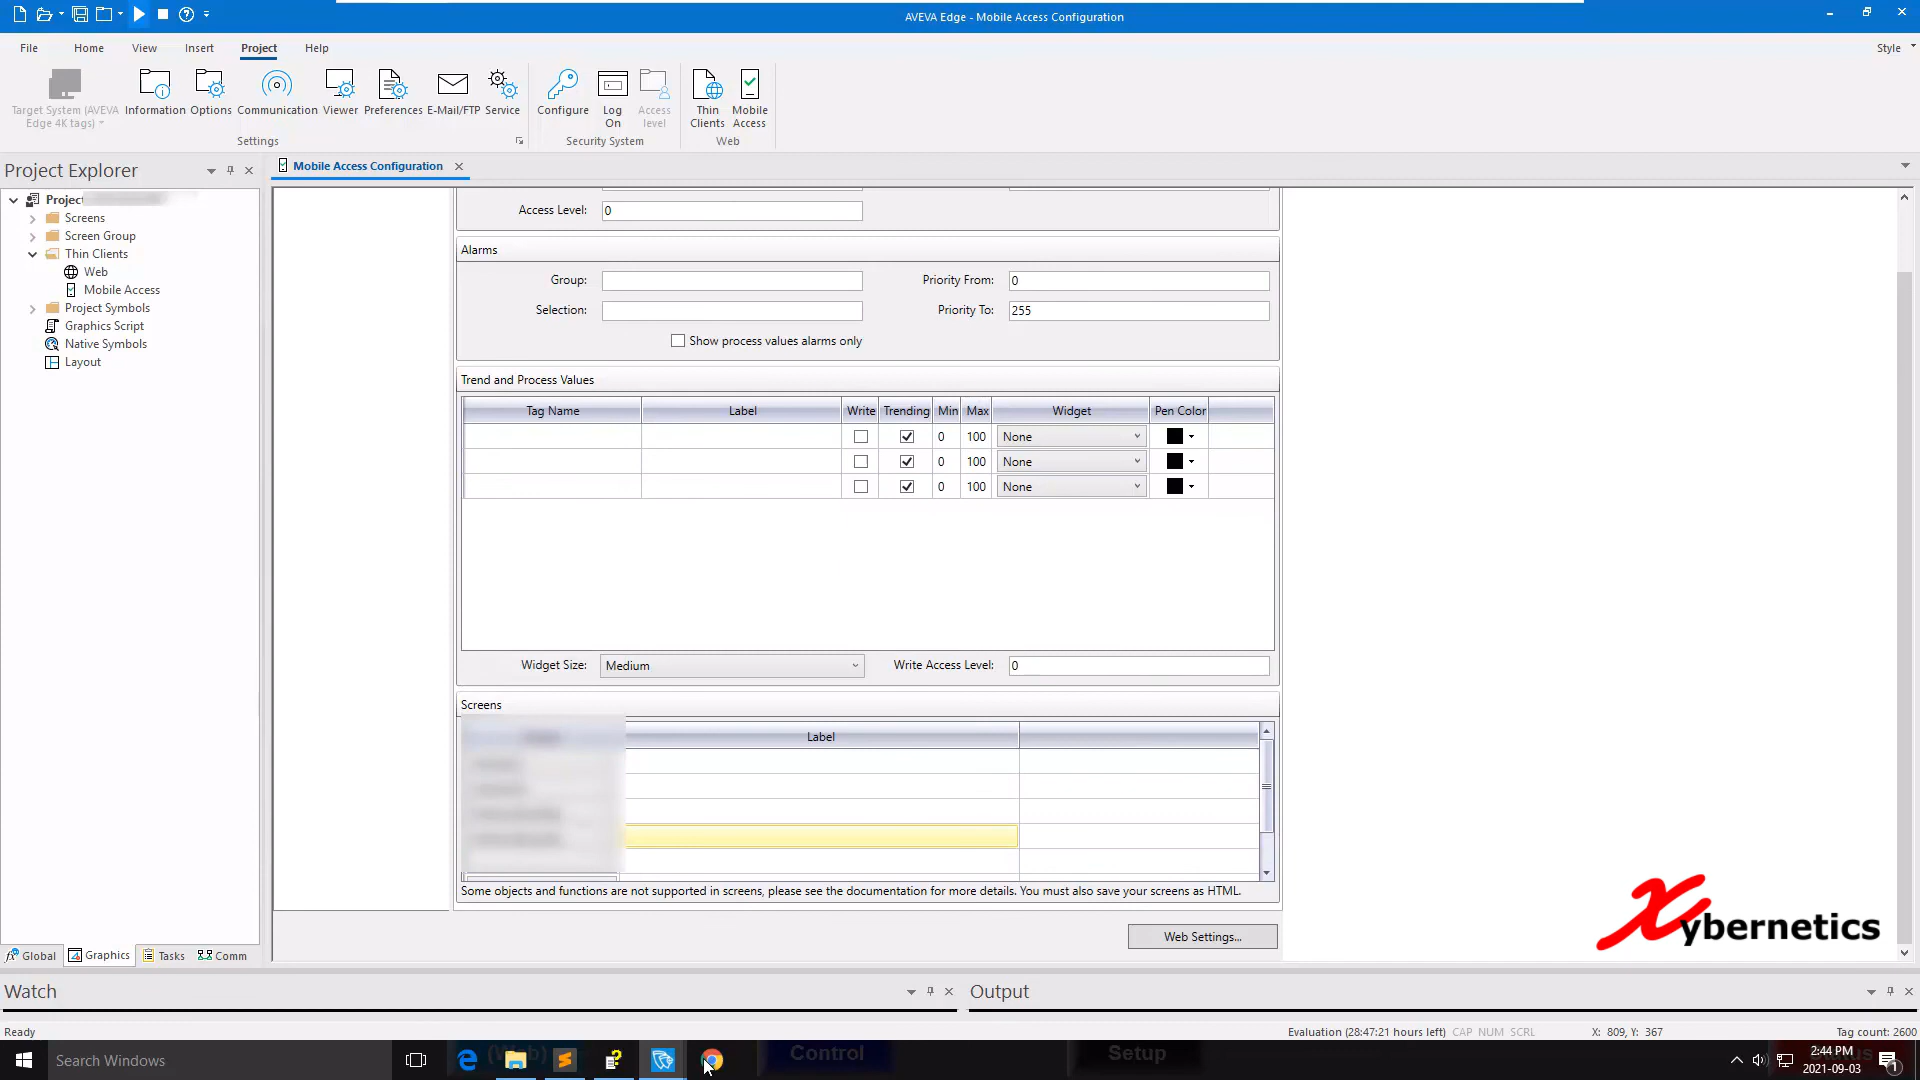 AVEVA Edge - Mobile Access Configuration
File Home View Insert Project Help Style
Target System (AVEVA Edge 4K tags) Information Options Communication Viewer Preferences E-Mail/FTP Service Configure Log On Access level Thin Clients Mobile Access
Settings Security System Web
Project Explorer
Mobile Access Configuration
Project
Screens
Screen Group
Thin Clients
Web
Mobile Access
Project Symbols
Graphics Script
Native Symbols
Layout
Access Level: 0
Alarms
Group: Priority From: 0
Selection: Priority To: 255
Show process values alarms only
Trend and Process Values
Tag Name Label Write Trending Min Max Widget Pen Color
0 100 None
0 100 None
0 100 None
Widget Size: Medium Write Access Level: 0
Screens
Label
Some objects and functions are not supported in screens, please see the documentation for more details. You must also save your screens as HTML.
Web Settings...
Xybernetics
Global Graphics Tasks Comm
Watch Output
Ready Evaluation (28:47:21 hours left) CAP NUM SCRL X: 809, Y: 367 Tag count: 2600
Search Windows (Web) Control Setup Status 2:44 PM
2021-09-03 1